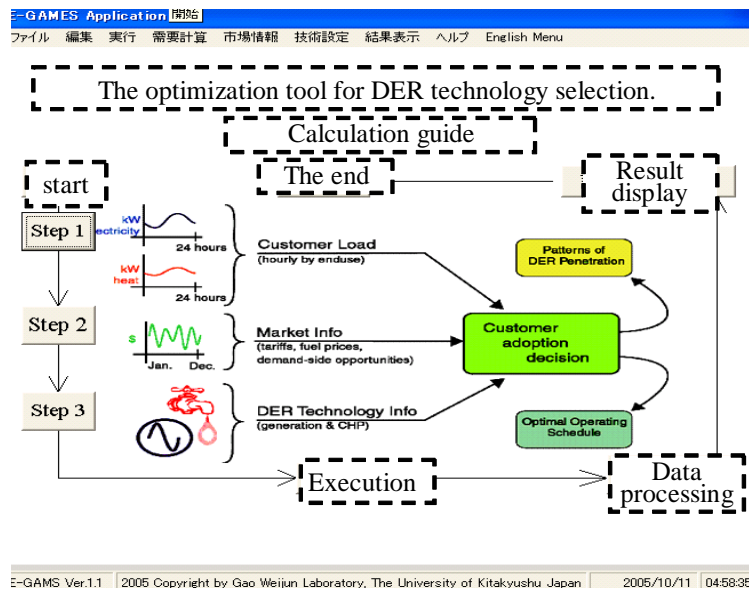 E-GAMES Application 開始
ファイル 編集 実行 需要計算 市場情報 技術設定 結果表示 ヘルプ English Menu
The optimization tool for DER technology selection.
Calculation guide
start
The end
Result
display
Step 1
kW
ectricity
24 hours
kW
heat
24 hours
Customer Load
(hourly by enduse)
Patterns of
DER Penetration
Step 2
$
Jan. Dec.
Market Info
(tariffs, fuel prices,
demand-side opportunities)
Customer
adoption
decision
Step 3
DER Technology Info
(generation & CHP)
Optimal Operating
Schedule
Execution
Data
processing
E-GAMS Ver.1.1 2005 Copyright by Gao Weijun Laboratory, The University of Kitakyushu Japan 2005/10/11 04:58:35